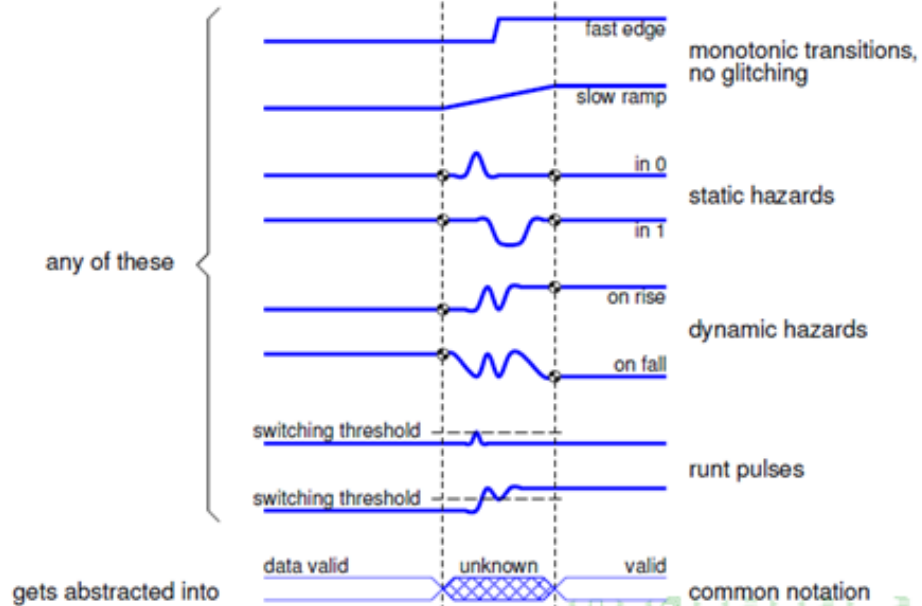 fast edge
monotonic transitions,
no glitching
slow ramp
in 0
static hazards
in 1
any of these
on rise
dynamic hazards
on fall
switching threshold
runt pulses
switching threshold
data valid unknown valid
gets abstracted into common notation